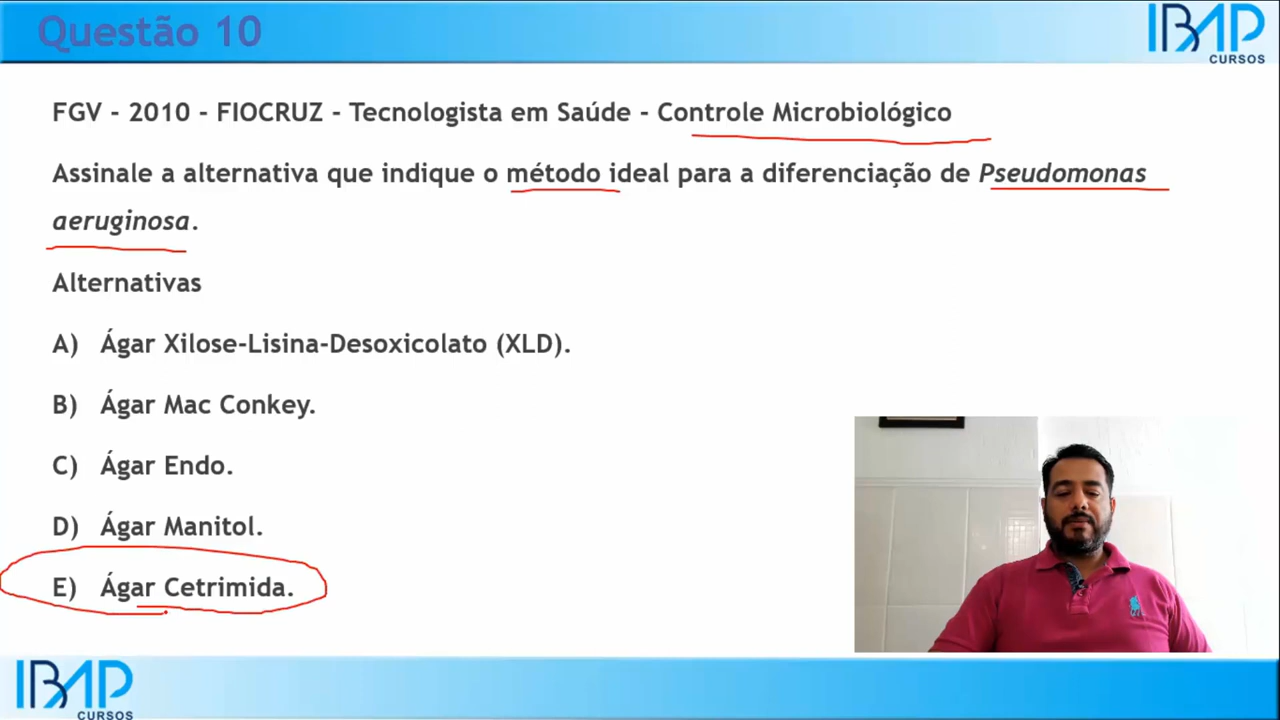 Questão 10
IBAP
CURSOS
FGV - 2010 - FIOCRUZ - Tecnologista em Saúde - Controle Microbiológico
Assinale a alternativa que indique o método ideal para a diferenciação de Pseudomonas
aeruginosa.
Alternativas
A) Ágar Xilose-Lisina-Desoxicolato (XLD).
B) Ágar Mac Conkey.
C) Ágar Endo.
D) Ágar Manitol.
E) Ágar Cetrimida.
IBAP
CURSOS